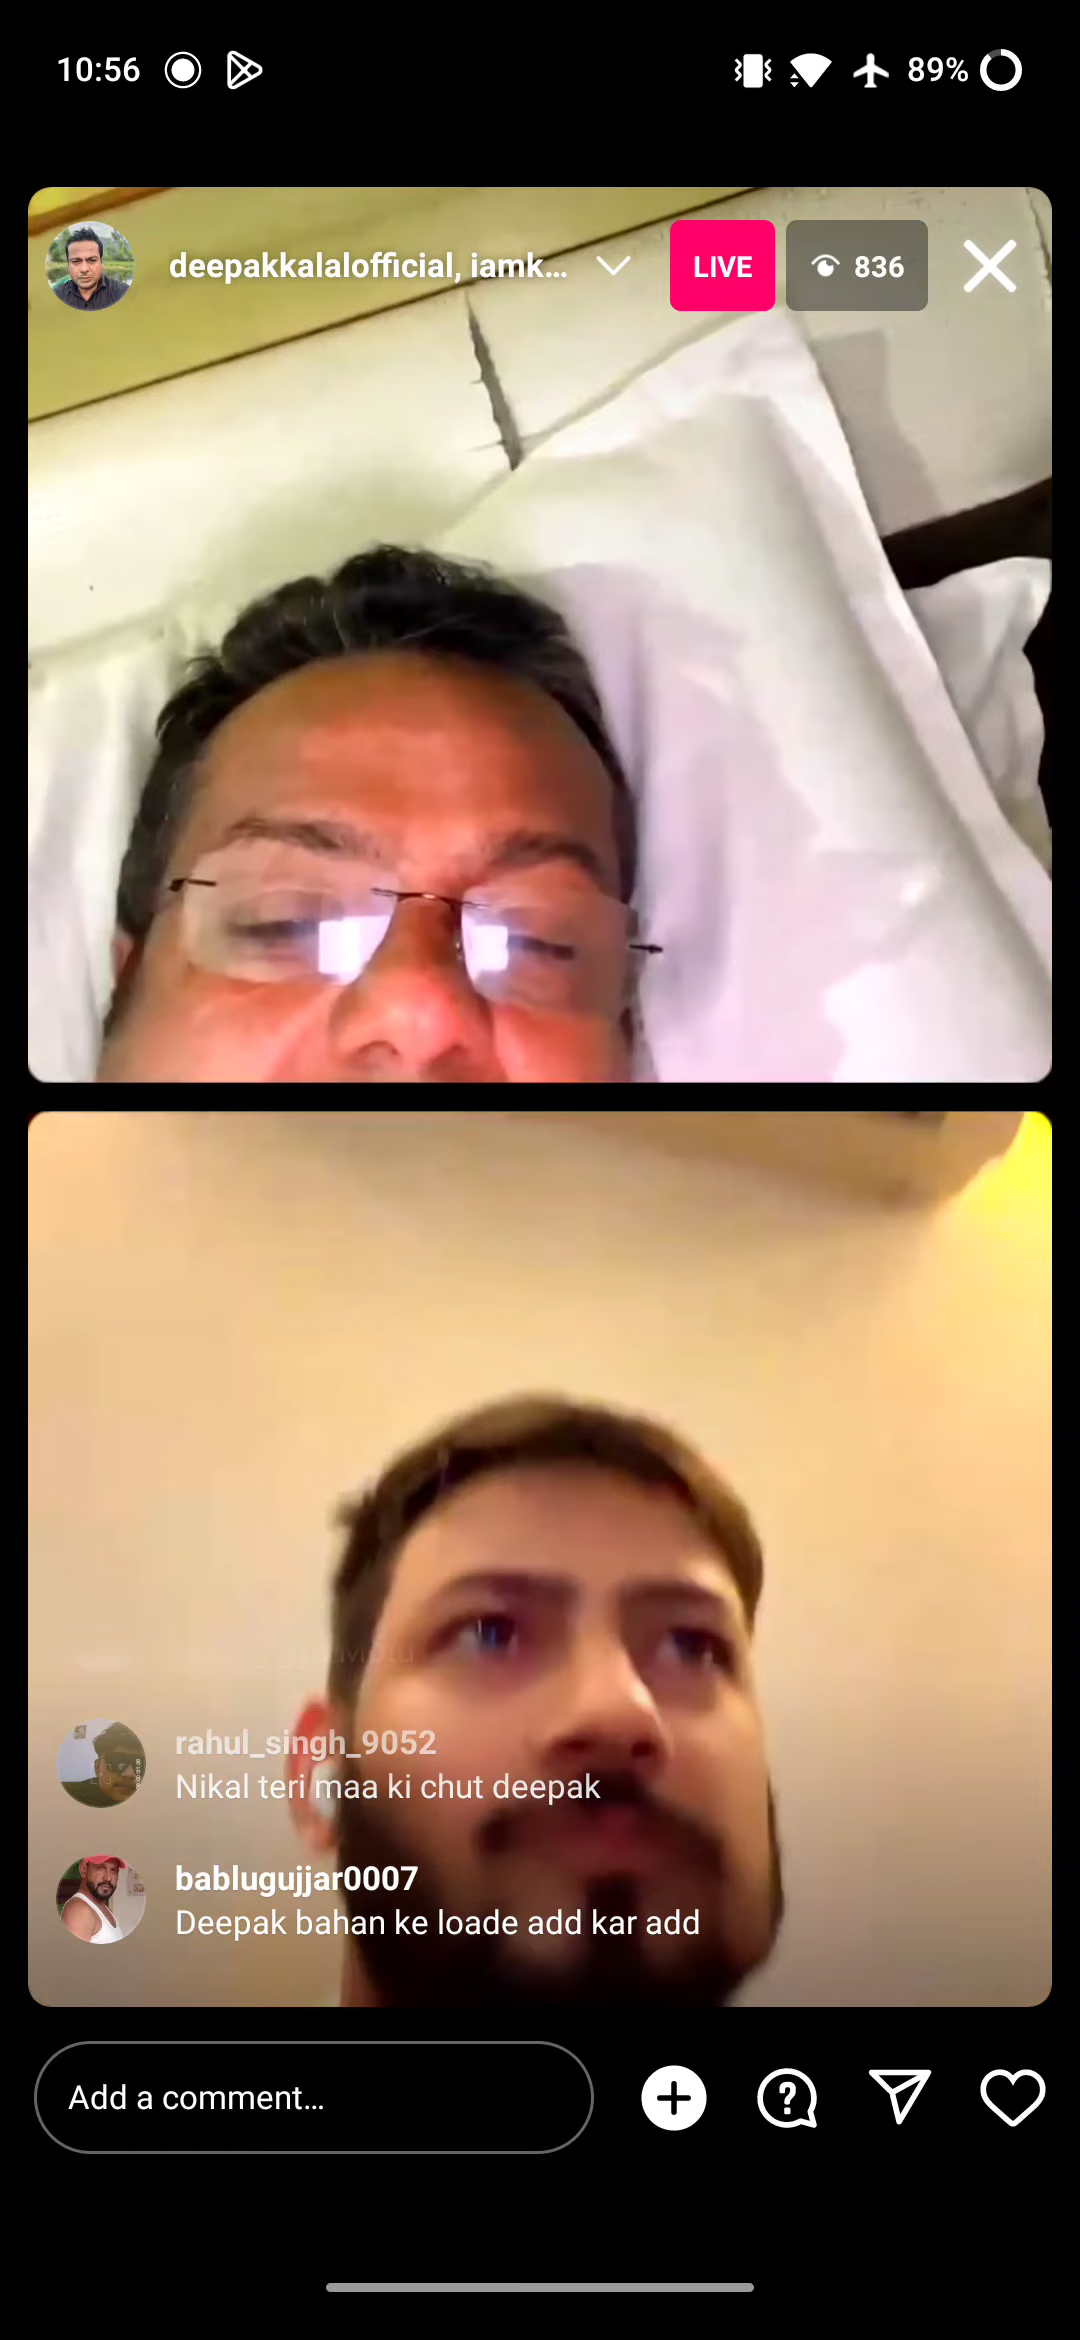 10:56
89%
deepakkalalofficial, iamk...
LIVE
836
rahul_singh_9052
Nikal teri maa ki chut deepak
bablugujjar0007
Deepak bahan ke loade add kar add
Add a comment...